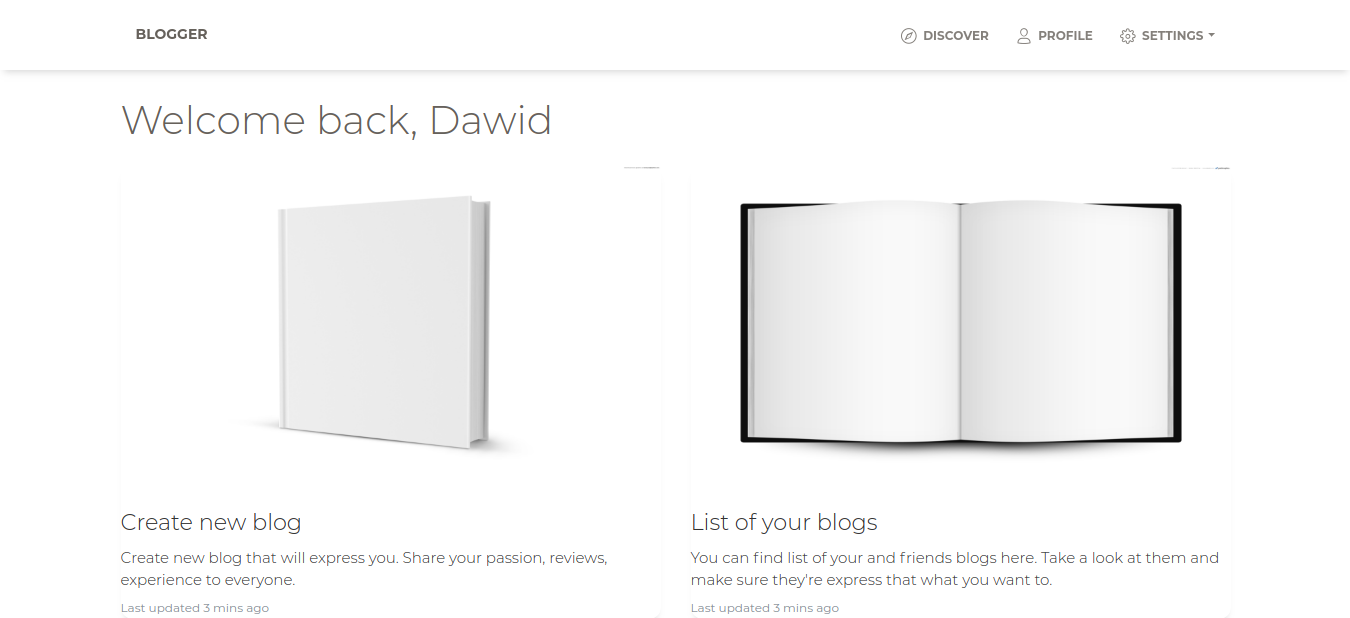 BLOGGER
DISCOVER
PROFILE
SETTINGS
Welcome back, Dawid
Create new blog
Create new blog that will express you. Share your passion, reviews,
experience to everyone.
Last updated 3 mins ago
List of your blogs
You can find list of your and friends blogs here. Take a look at them and
make sure they're express that what you want to.
Last updated 3 mins ago